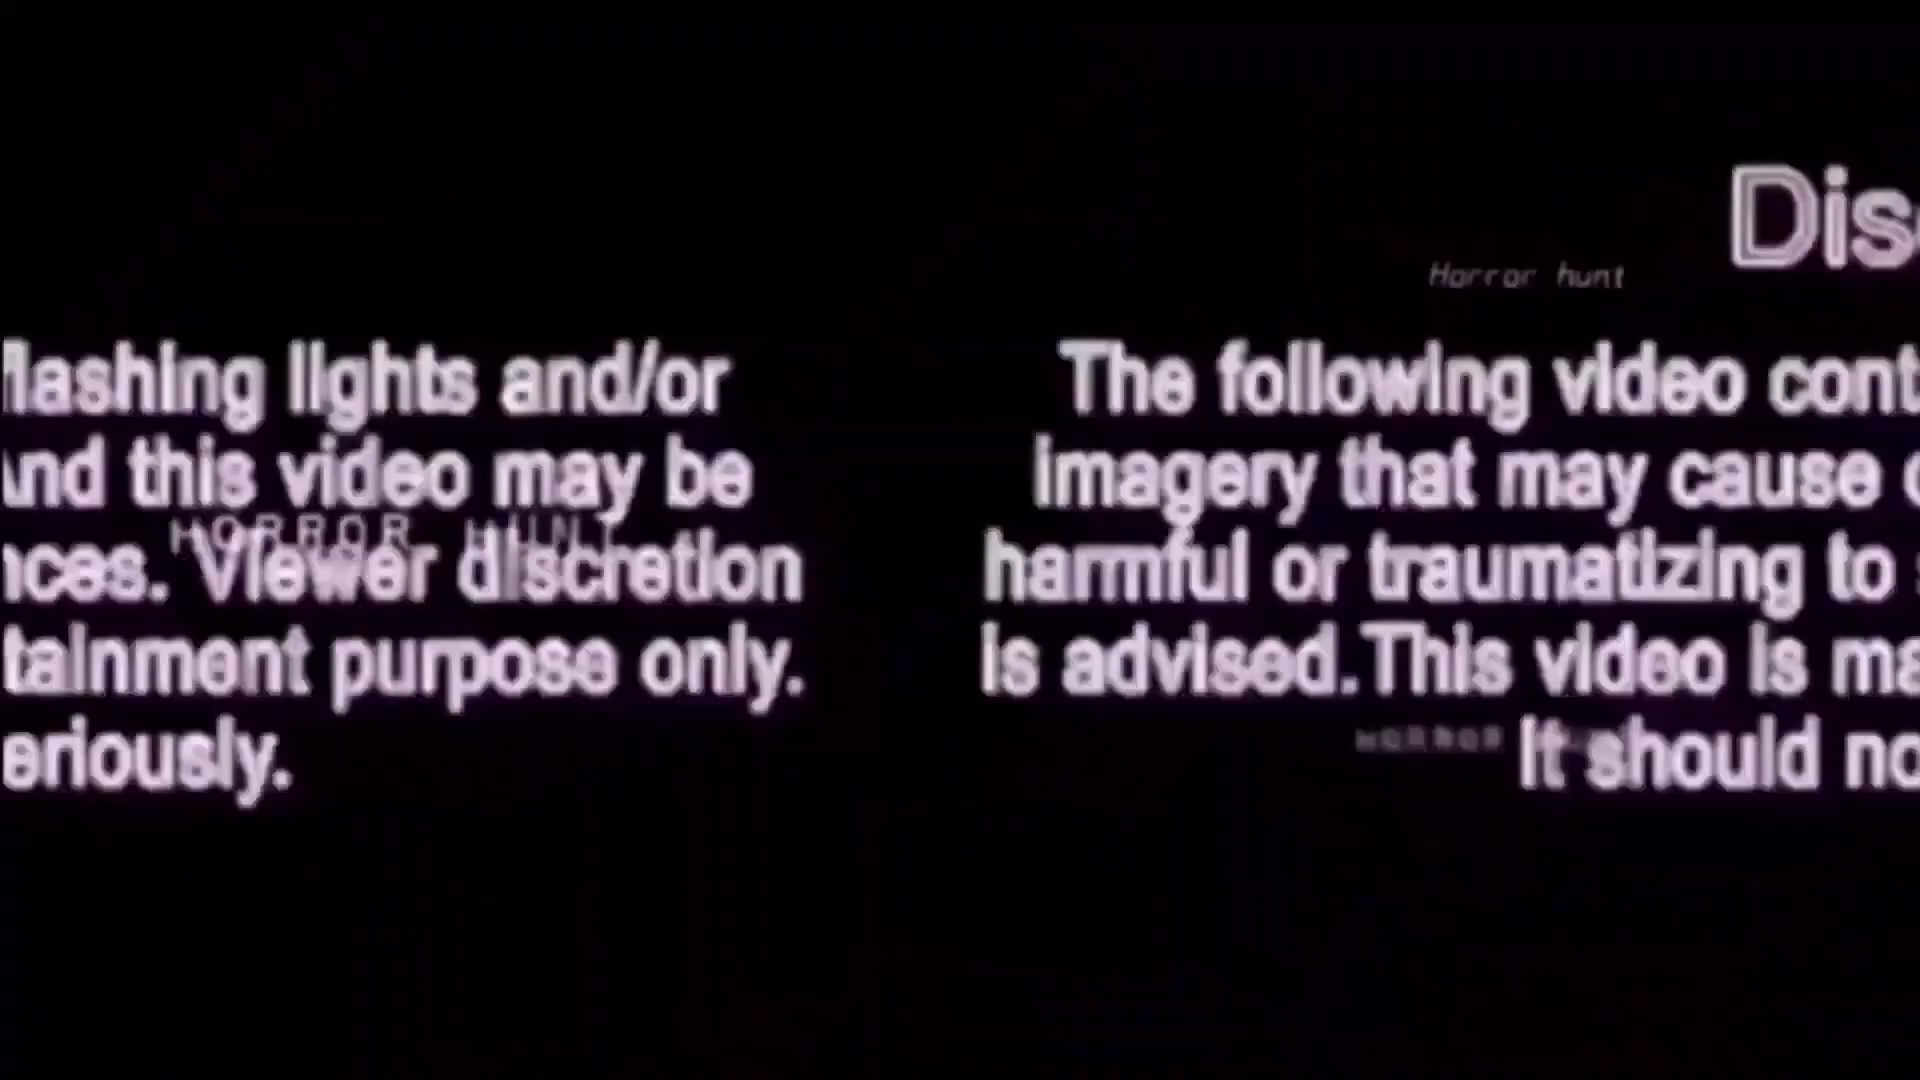 Dis
Horror hunt
lashing lights and/or
nd this video may be
HORROR HUNT
ces. Viewer discretion
tainment purpose only.
eriously.
The following video cont
imagery that may cause
harmful or traumatizing to
is advised.This video is ma
HORROR
It should no